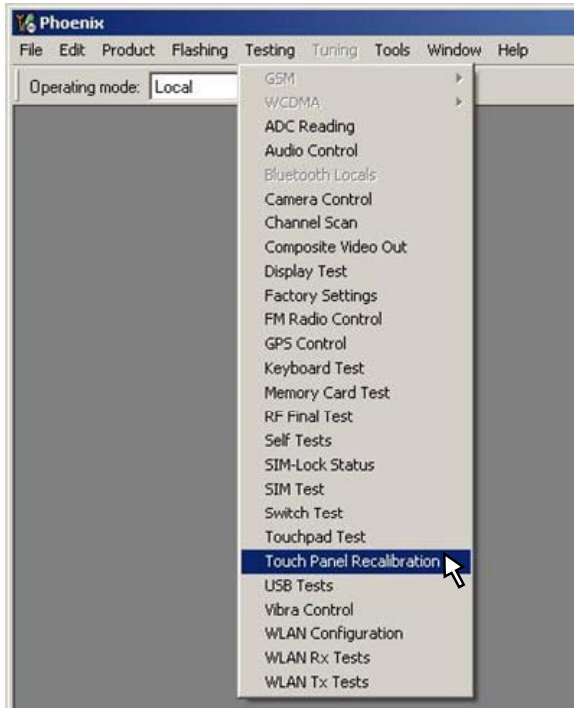 Phoenix
File Edit Product Flashing Testing Tuning Tools Window Help
Operating mode: Local
GSM
WCDMA
ADC Reading
Audio Control
Bluetooth Locals
Camera Control
Channel Scan
Composite Video Out
Display Test
Factory Settings
FM Radio Control
GPS Control
Keyboard Test
Memory Card Test
RF Final Test
Self Tests
SIM-Lock Status
SIM Test
Switch Test
Touchpad Test
Touch Panel Recalibration
USB Tests
Vibra Control
WLAN Configuration
WLAN Rx Tests
WLAN Tx Tests